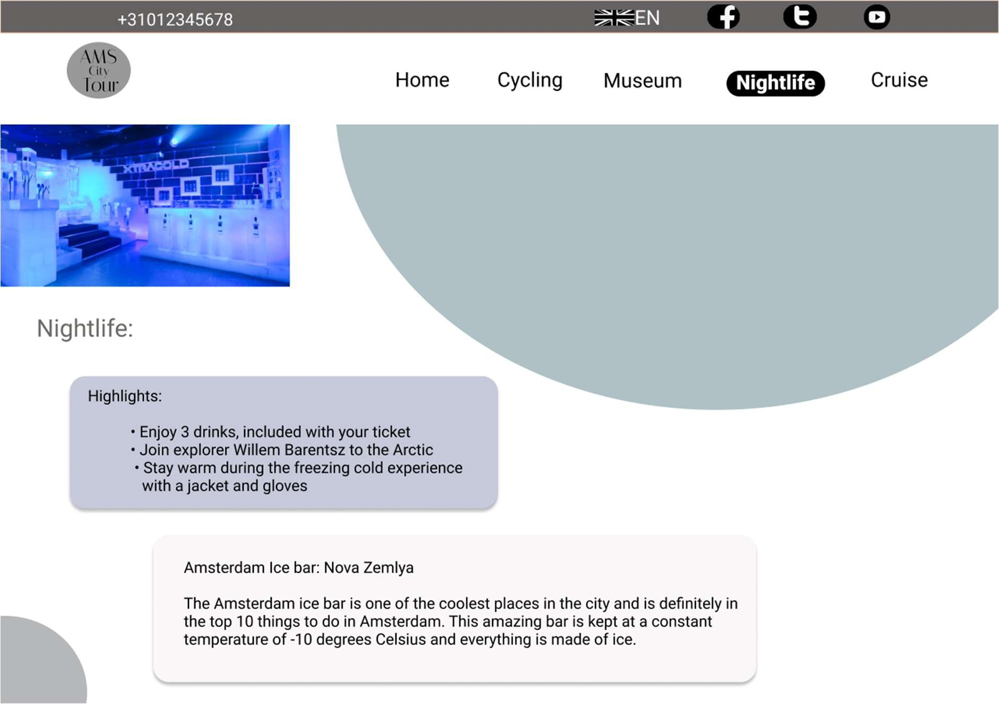 +31012345678
EN
AMS
City
Tour
Home
Cycling
Museum
Nightlife
Cruise
XTRACOLD
Nightlife:
Highlights:
• Enjoy 3 drinks, included with your ticket
• Join explorer Willem Barentsz to the Arctic
• Stay warm during the freezing cold experience
with a jacket and gloves
Amsterdam Ice bar: Nova Zemlya
The Amsterdam ice bar is one of the coolest places in the city and is definitely in
the top 10 things to do in Amsterdam. This amazing bar is kept at a constant
temperature of -10 degrees Celsius and everything is made of ice.